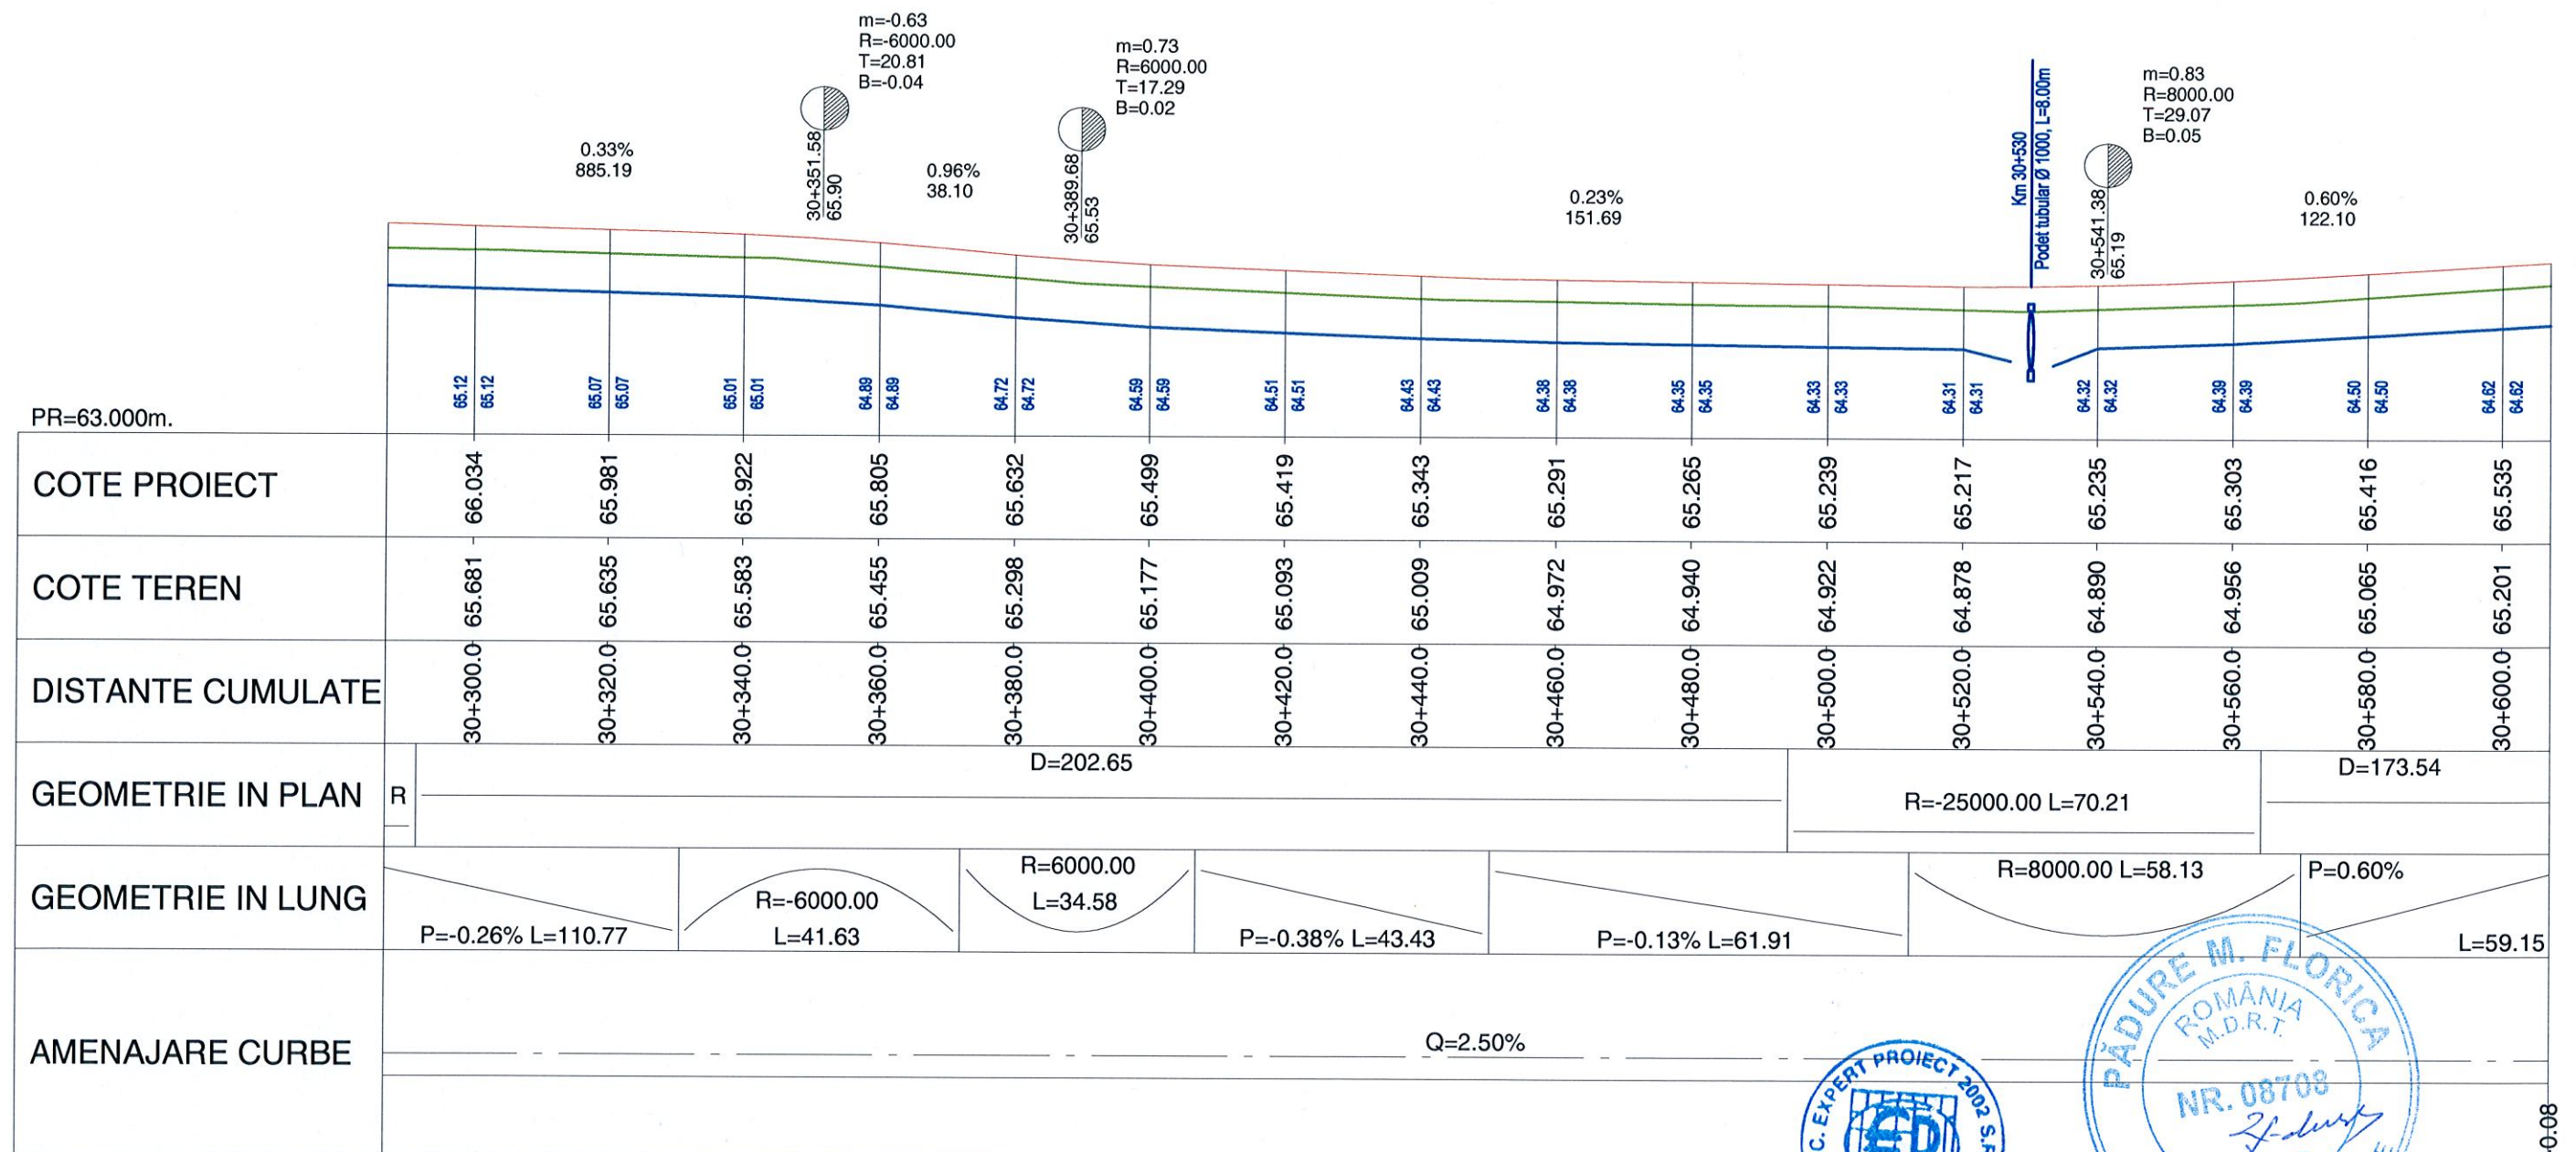 m=-0.63
R=-6000.00
T=20.81
B=-0.04
m=0.73
R=6000.00
T=17.29
B=0.02
m=0.83
R=8000.00
T=29.07
B=0.05
0.33%
885.19
30+351.58
65.90
0.96%
38.10
30+389.68
65.53
0.23%
151.69
Km 30+530
Podet tubular Ø 1000, L=8.00m
30+541.38
65.19
0.60%
122.10
65.12 65.12 65.07 65.07 65.01 65.01 64.89 64.89 64.72 64.72 64.59 64.59 64.51 64.51 64.43 64.43 64.38 64.38 64.35 64.35 64.33 64.33 64.31 64.31 64.32 64.32 64.39 64.39 64.50 64.50 64.62 64.62
PR=63.000m.
COTE PROIECT 66.034 65.981 65.922 65.805 65.632 65.499 65.419 65.343 65.291 65.265 65.239 65.217 65.235 65.303 65.416 65.535
COTE TEREN 65.681 65.635 65.583 65.455 65.298 65.177 65.093 65.009 64.972 64.940 64.922 64.878 64.890 64.956 65.065 65.201
DISTANTE CUMULATE 30+300.0 30+320.0 30+340.0 30+360.0 30+380.0 30+400.0 30+420.0 30+440.0 30+460.0 30+480.0 30+500.0 30+520.0 30+540.0 30+560.0 30+580.0 30+600.0
GEOMETRIE IN PLAN R D=202.65 R=-25000.00 L=70.21 D=173.54
GEOMETRIE IN LUNG
P=-0.26% L=110.77
R=-6000.00
L=41.63
R=6000.00
L=34.58
P=-0.38% L=43.43
P=-0.13% L=61.91
R=8000.00 L=58.13
P=0.60%
L=59.15
AMENAJARE CURBE Q=2.50%
C. EXPERT PROIECT 2002 S.R
PĂDURE M. FLORICA
ROMÂNIA
M.D.R.T.
NR. 08708
0.08